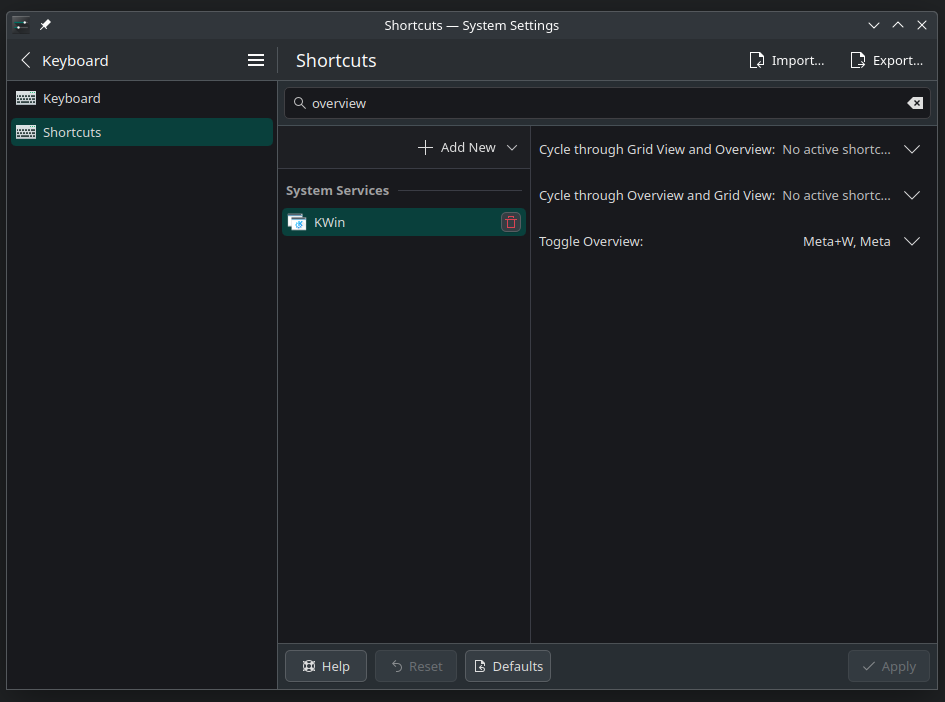 Shortcuts — System Settings
Keyboard
Shortcuts
Import...
Export...
Keyboard
Shortcuts
overview
Add New
System Services
KWin
Cycle through Grid View and Overview: No active shortc...
Cycle through Overview and Grid View: No active shortc...
Toggle Overview: Meta+W, Meta
Help
Reset
Defaults
Apply